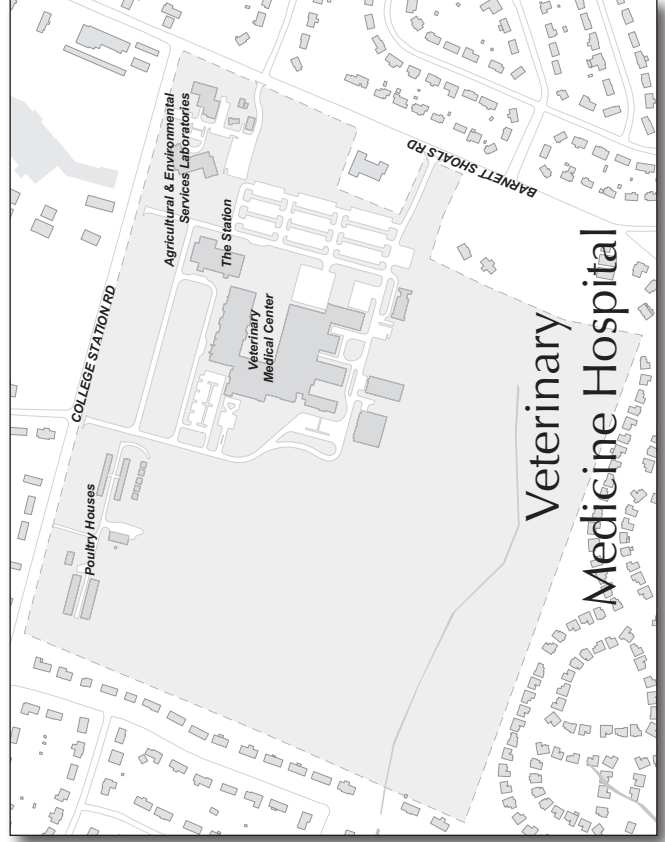 COLLEGE STATION RD
Agricultural & Environmental
Services Laboratories
The Station
Veterinary
Medical Center
Poultry Houses
BARNETT SHOALS RD
Veterinary
Medicine Hospital